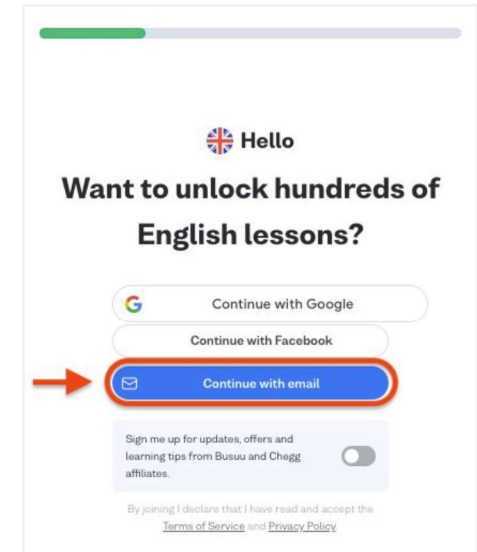 Hello
Want to unlock hundreds of
English lessons?
Continue with Google
Continue with Facebook
Continue with email
Sign me up for updates, offers and
learning tips from Busuu and Chegg
affiliates.
By joining I declare that I have read and accept the
Terms of Service and Privacy Policy